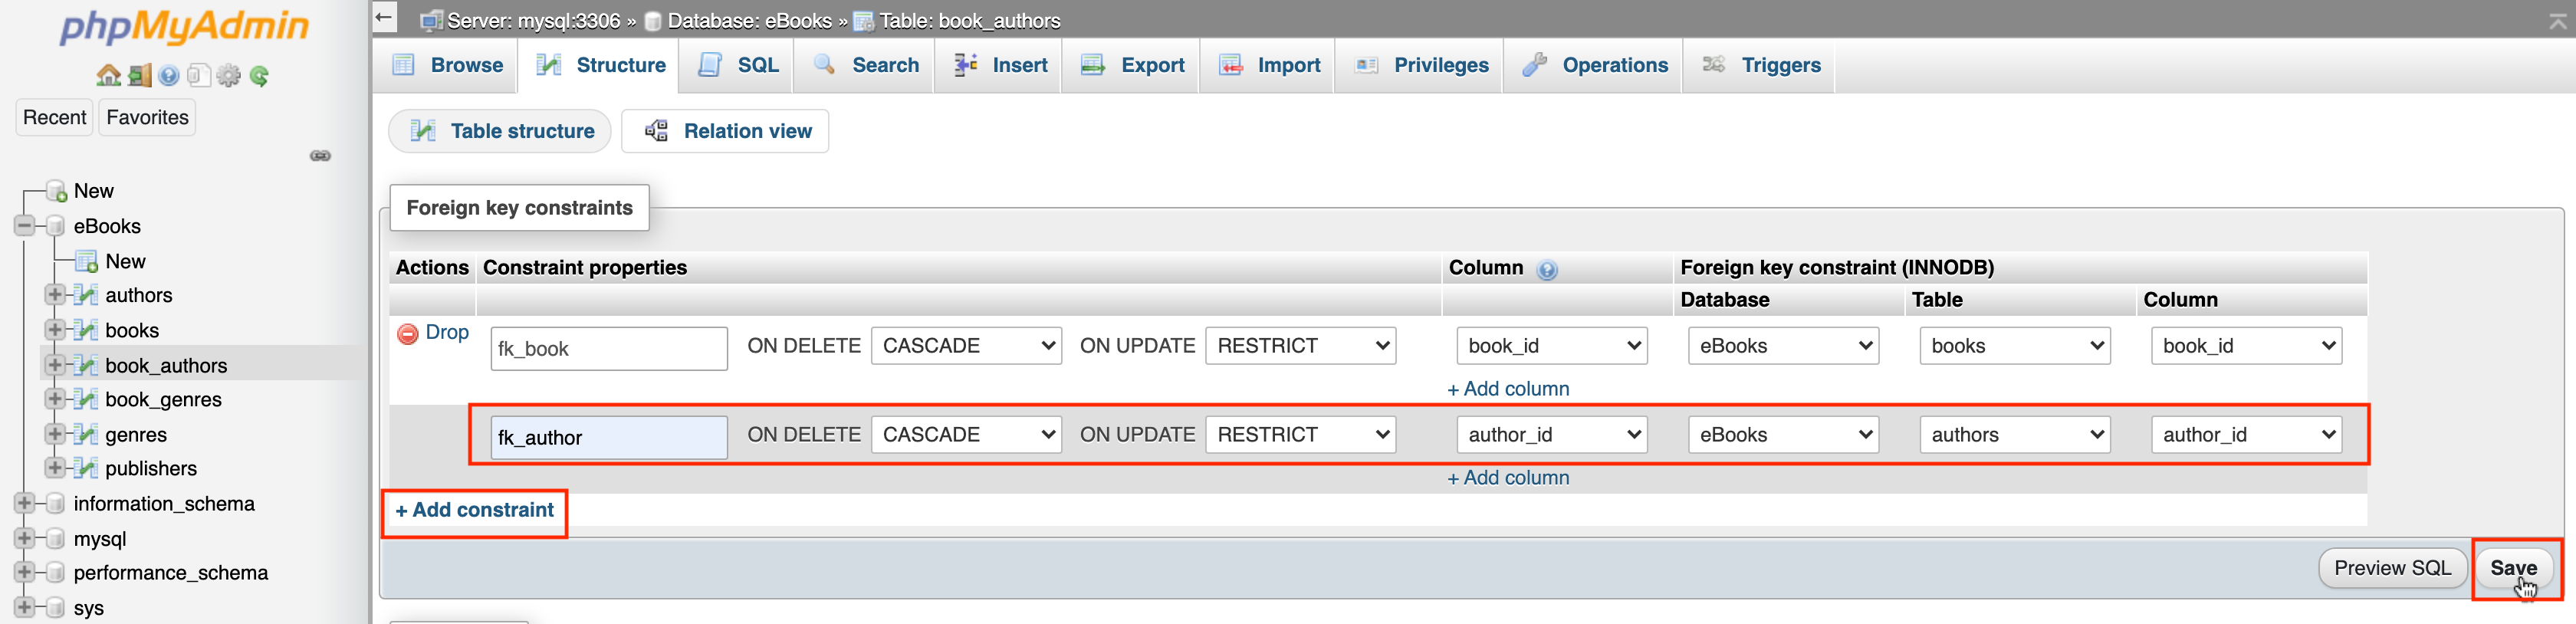 phpMyAdmin
Recent Favorites
New
eBooks
New
authors
books
book_authors
book_genres
genres
publishers
information_schema
mysql
performance_schema
sys
Server: mysql:3306 » Database: eBooks » Table: book_authors
Browse Structure SQL Search Insert Export Import Privileges Operations Triggers
Table structure Relation view
Foreign key constraints
Actions Constraint properties Column Foreign key constraint (INNODB)
Database Table Column
Drop fk_book ON DELETE CASCADE ON UPDATE RESTRICT book_id eBooks books book_id
+ Add column
fk_author ON DELETE CASCADE ON UPDATE RESTRICT author_id eBooks authors author_id
+ Add column
+ Add constraint
Preview SQL Save